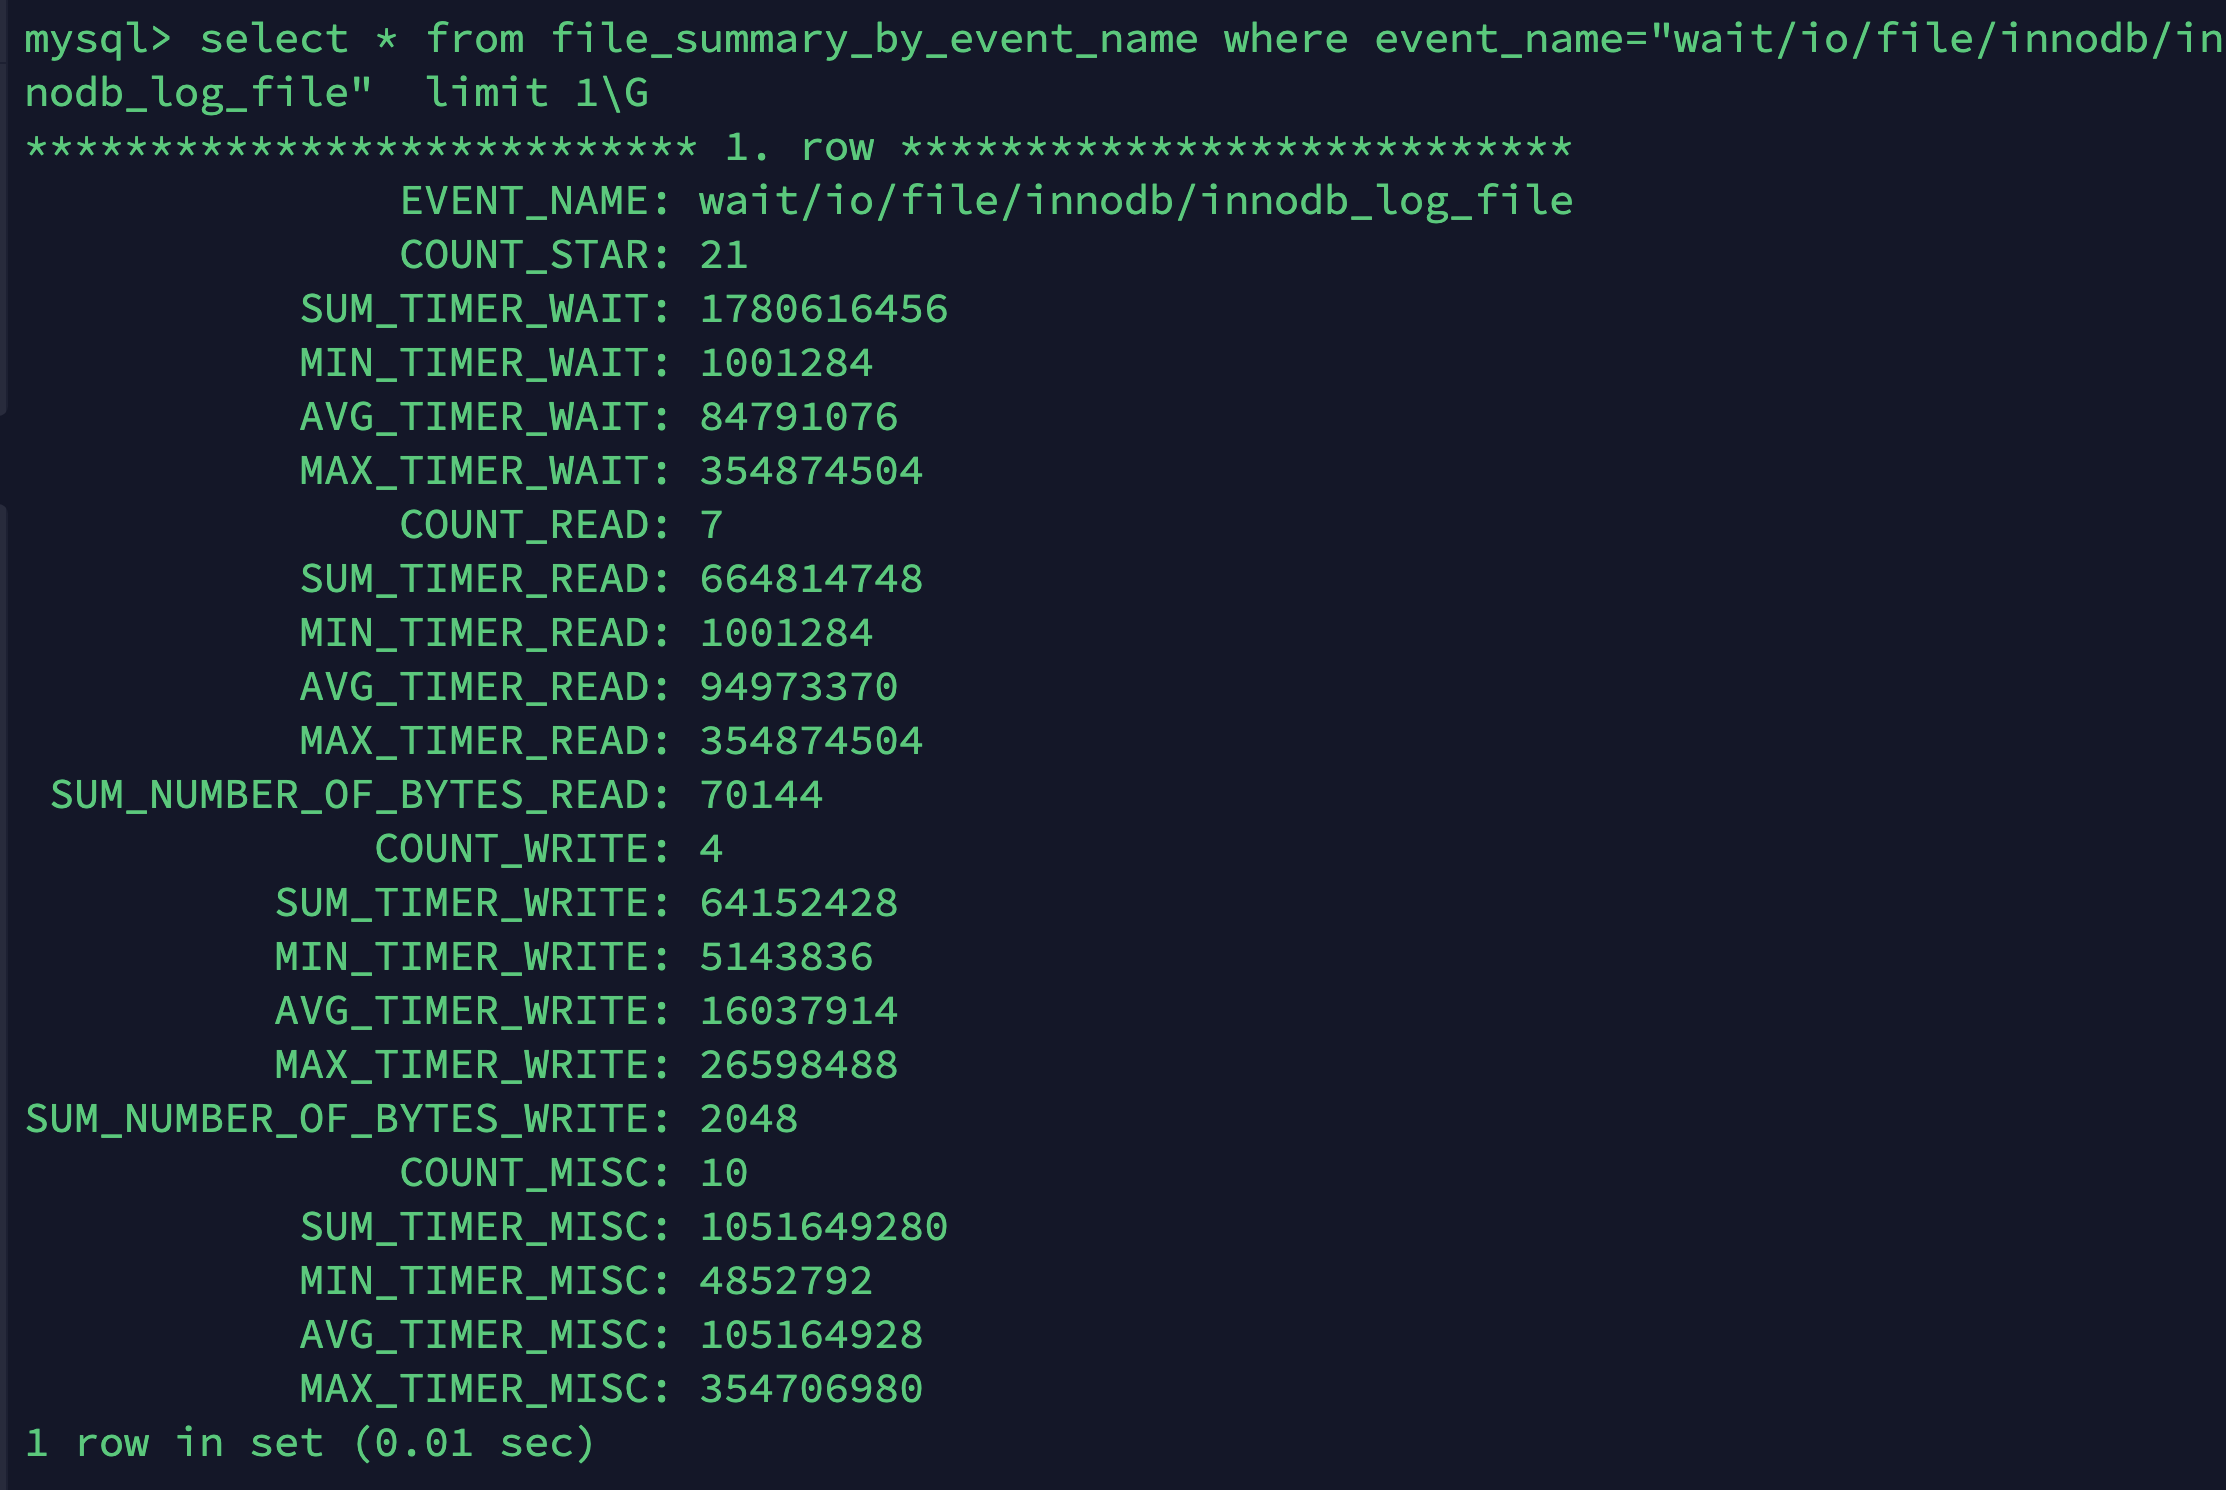 mysql> select * from file_summary_by_event_name where event_name="wait/io/file/innodb/in
nodb_log_file"  limit 1\G
*************************** 1. row ***************************
EVENT_NAME: wait/io/file/innodb/innodb_log_file
COUNT_STAR: 21
SUM_TIMER_WAIT: 1780616456
MIN_TIMER_WAIT: 1001284
AVG_TIMER_WAIT: 84791076
MAX_TIMER_WAIT: 354874504
COUNT_READ: 7
SUM_TIMER_READ: 664814748
MIN_TIMER_READ: 1001284
AVG_TIMER_READ: 94973370
MAX_TIMER_READ: 354874504
SUM_NUMBER_OF_BYTES_READ: 70144
COUNT_WRITE: 4
SUM_TIMER_WRITE: 64152428
MIN_TIMER_WRITE: 5143836
AVG_TIMER_WRITE: 16037914
MAX_TIMER_WRITE: 26598488
SUM_NUMBER_OF_BYTES_WRITE: 2048
COUNT_MISC: 10
SUM_TIMER_MISC: 1051649280
MIN_TIMER_MISC: 4852792
AVG_TIMER_MISC: 105164928
MAX_TIMER_MISC: 354706980
1 row in set (0.01 sec)